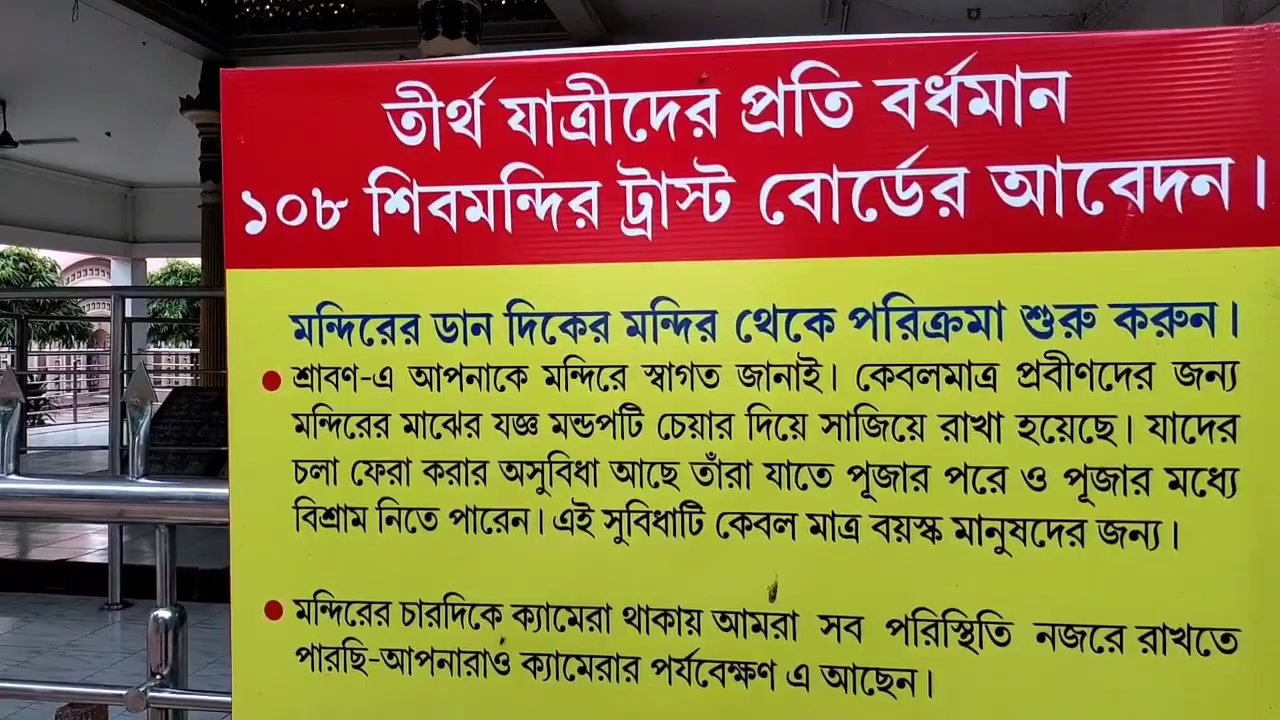 তীর্থ যাত্রীদের প্রতি বর্ধমান
১০৮ শিবমন্দির ট্রাস্ট বোর্ডের আবেদন।
মন্দিরের ডান দিকের মন্দির থেকে পরিক্রমা শুরু করুন।
● শ্রাবণ-এ আপনাকে মন্দিরে স্বাগত জানাই। কেবলমাত্র প্রবীণদের জন্য
মন্দিরের মাঝের যজ্ঞ মন্ডপটি চেয়ার দিয়ে সাজিয়ে রাখা হয়েছে। যাদের
চলা ফেরা করার অসুবিধা আছে তাঁরা যাতে পূজার পরে ও পূজার মধ্যে
বিশ্রাম নিতে পারেন। এই সুবিধাটি কেবল মাত্র বয়স্ক মানুষদের জন্য।
● মন্দিরের চারদিকে ক্যামেরা থাকায় আমরা সব পরিস্থিতি নজরে রাখতে
পারছি-আপনারাও ক্যামেরার পর্যবেক্ষণ এ আছেন।